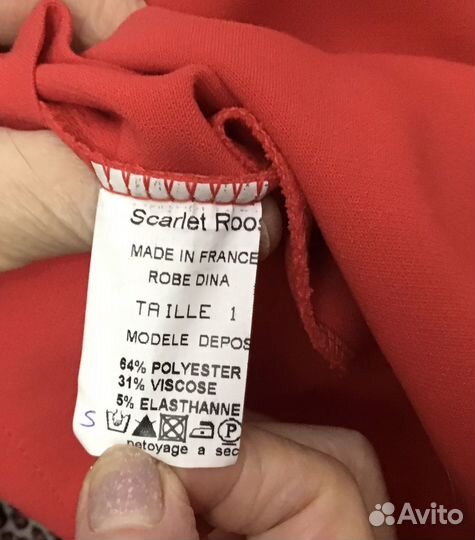 Scarlet Roos
MADE IN FRANCE
ROBE DINA
TAILLE 1
MODELE DEPOS
64% POLYESTER
31% VISCOSE
5% ELASTHANNE
S P
netoyage a sec
Avito